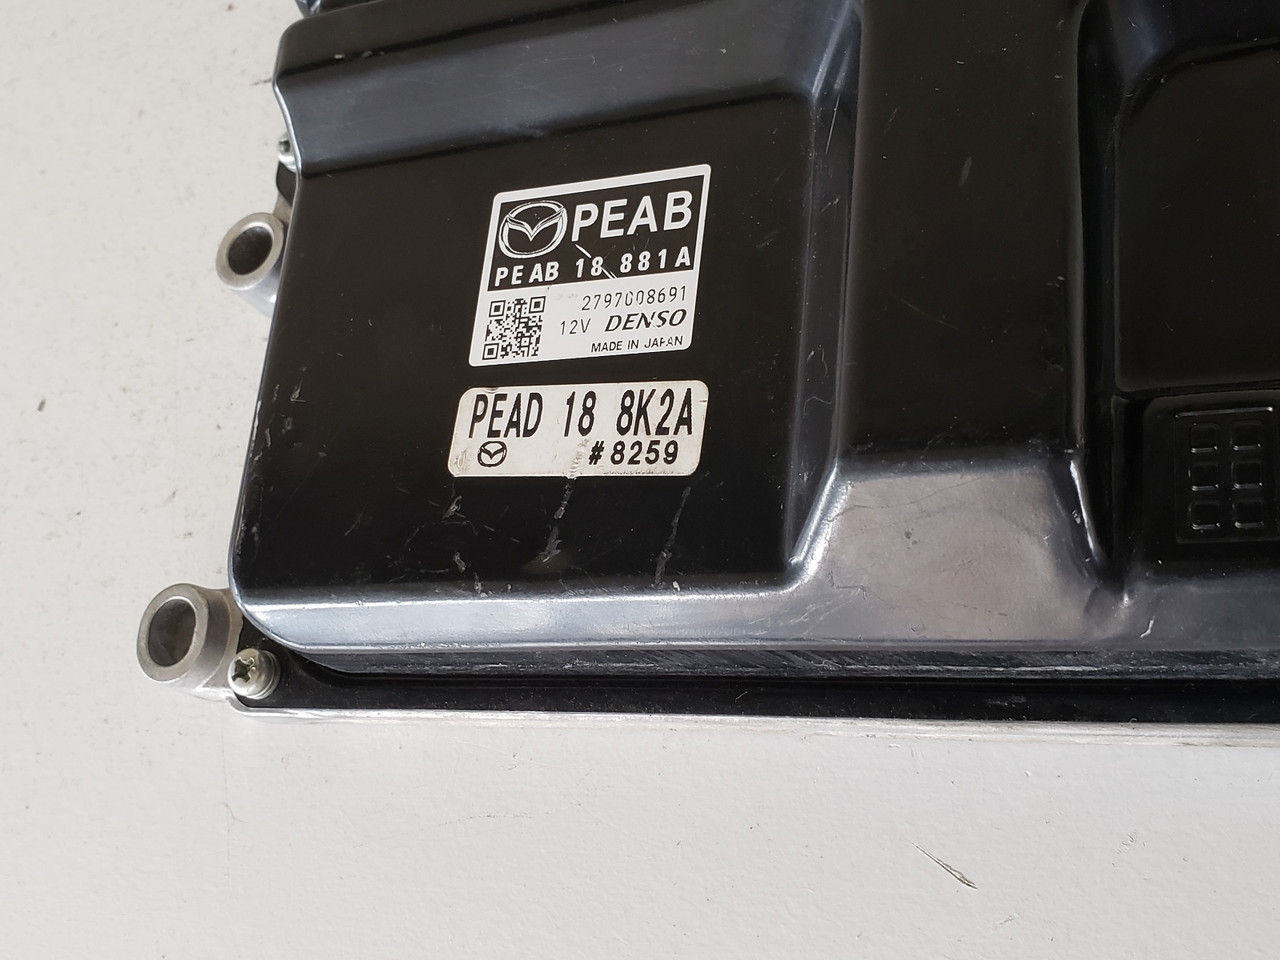 PEAB
PEAB 18 881A
2797008691
12V DENSO
MADE IN JAPAN
PEAD 18 8K2A
#8259